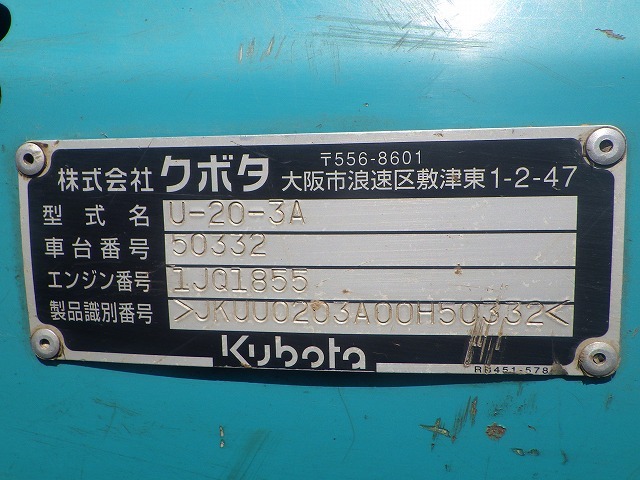 株式会社 クボタ 〒556-8601
大阪市浪速区敷津東1-2-47
型式名 U-20-3A
車台番号 50332
エンジン番号 1JQ1855
製品識別番号 >JKUU0203A00H50332<
Kubota
RB451-578